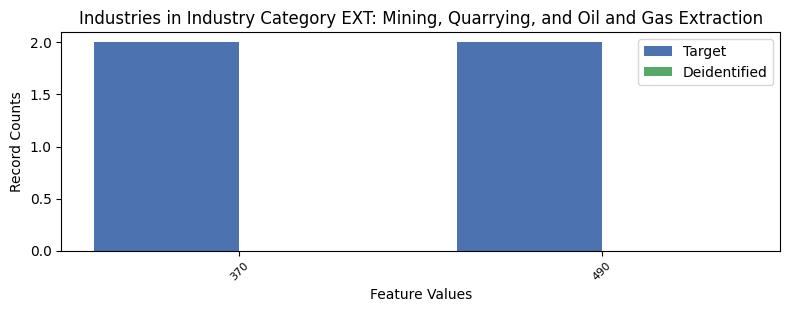 Industries in Industry Category EXT: Mining, Quarrying, and Oil and Gas Extraction
Target
Deidentified
Record Counts
2.0
1.5
1.0
0.5
0.0
370
490
Feature Values